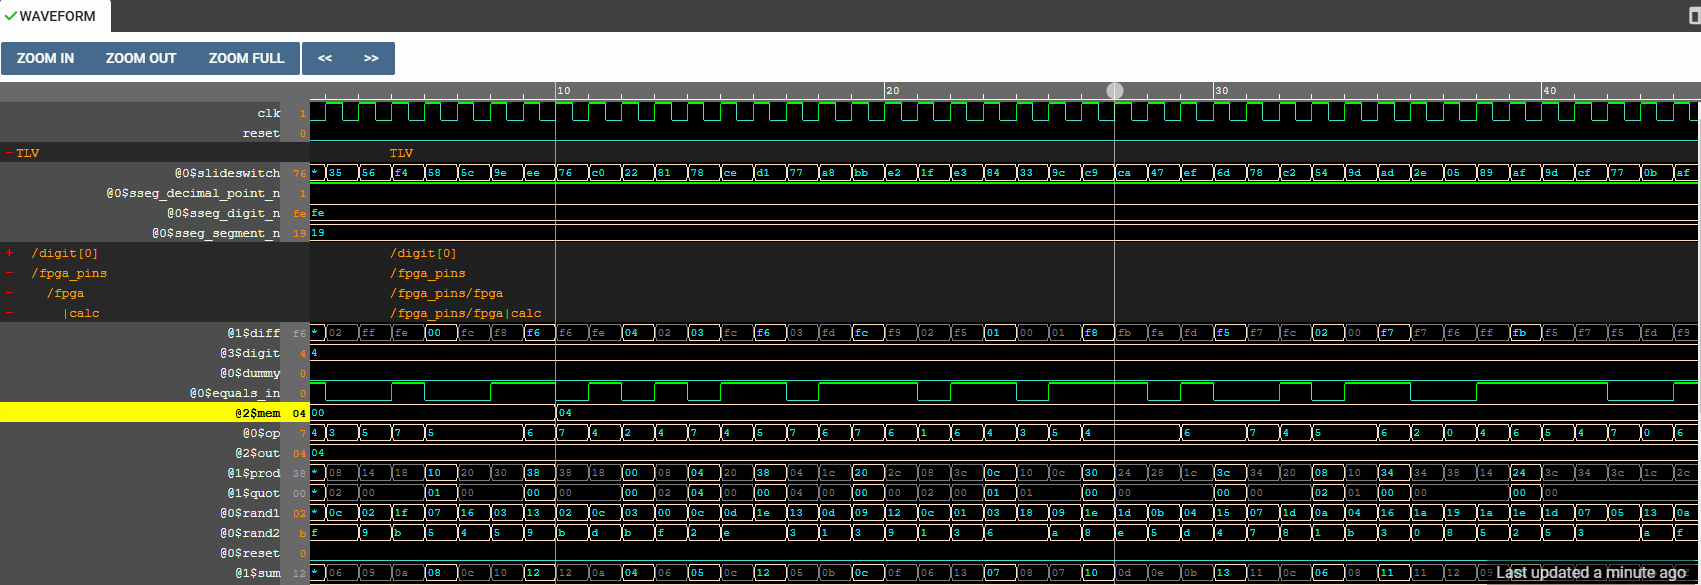 WAVEFORM
ZOOM IN ZOOM OUT ZOOM FULL << >>
10 20 30 40
clk 1
reset 0
-TLV TLV
@0$slideswitch 76 * 35 56 f4 58 5c 9e ee 76 c0 22 81 78 ce d1 77 a8 bb e2 1f e3 84 33 9c c9 ca 47 ef 6d 78 c2 54 9d ad 2e 05 89 af 9d cf 77 0b af
@0$sseg_decimal_point_n 1
@0$sseg_digit_n fe fe
@0$sseg_segment_n 19 19
+ /digit[0] /digit[0]
- /fpga_pins /fpga_pins
- /fpga /fpga_pins/fpga
- |calc /fpga_pins/fpga|calc
@1$diff f6 * 02 ff fe 00 fc f8 f6 f6 fe 04 02 03 fc f6 03 fd fc f9 02 f5 01 00 01 f8 fb fa fd f5 f7 fc 02 00 f7 f7 f6 ff fb f5 f7 f5 fd f9
@3$digit 4 4
@0$dummy 0
@0$equals_in 0
@2$mem 04 00 04
@0$op 7 4 3 5 7 5 6 7 4 2 4 7 4 5 7 6 7 6 1 6 4 3 5 4 6 7 4 5 6 2 0 4 6 5 4 7 0 6
@2$out 04 04
@1$prod 38 * 08 14 18 10 20 30 38 38 18 00 08 04 20 38 04 1c 20 2c 08 3c 0c 10 0c 30 24 28 1c 3c 34 20 08 10 34 34 38 14 24 3c 34 3c 1c 2c
@1$quot 00 * 02 00 01 00 00 00 00 02 04 00 00 04 00 00 00 02 00 01 01 00 00 00 00 02 01 00 00 00 00
@0$rand1 02 * 0c 02 1f 07 16 03 13 02 0c 03 00 0c 0d 1e 13 0d 09 12 0c 01 03 18 09 1e 1d 0b 04 15 07 1d 0a 04 16 1a 19 1a 1e 1d 07 05 13 0a
@0$rand2 b f 9 b 5 4 5 9 b d b f 2 e 3 1 3 9 1 3 6 a 8 e 5 d 4 7 8 1 b 3 0 8 5 2 5 3 a f
@0$reset 0
@1$sum 12 * 06 09 0a 08 0c 10 12 12 0a 04 06 05 0c 12 05 0b 0c 0f 06 13 07 08 07 10 0d 0e 0b 13 11 0c 06 08 11 11 12 09
Last updated a minute ago